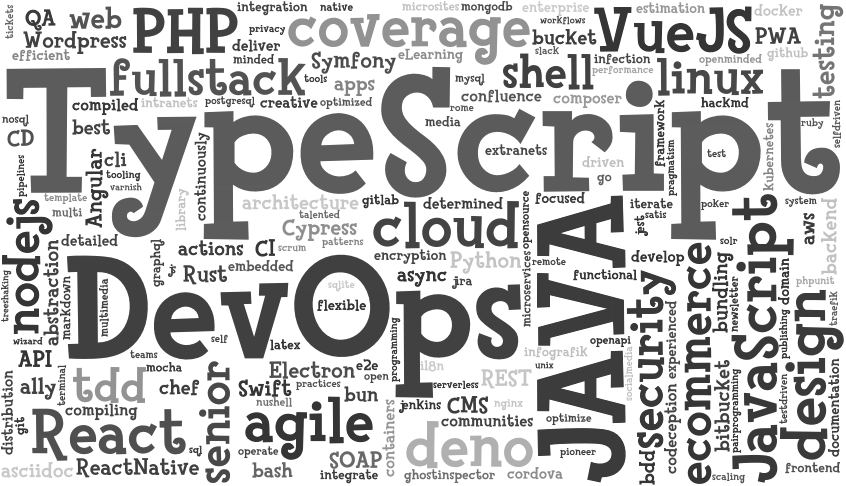 tickets
QA
web
PHP
integration
native
privacy
deliver
minded
Wordpress
efficient
coverage
microsites
mongodb
enterprise
workflows
slack
bucket
estimation
VueJS
docker
PWA
github
testing
fullstack
Symfony
tools
apps
eLearning
mysql
shell
infection
performance
openminded
linux
TypeScript
compiled
intranets
postgresql
creative
optimized
confluence
composer
rome
media
hackmd
framework
pragmatism
ruby
selfdriven
nosql
CD
best
cli
tooling
varnish
pipelines
Angular
continuously
library
extranets
driven
go
test
Kubernetes
template
multi
architecture
talented
gitlab
determined
opensource
focused
iterate
satis
jest
poker
system
aws
backend
nodejs
treeshaking
detailed
abstraction
markdown
multimedia
graphql
js
actions
CI
scrum
Cypress
patterns
cloud
encryption
Python
microservices
remote
JAVA
functional
develop
solr
JavaScript
domain
phpunit
traefik
Rust
embedded
sqlite
async
jra
DevOps
flexible
security
ecommerce
bundling
newsletter
publishing
design
wizard
API
teams
self
latex
programming
openapi
infografik
unix
socialmedia
experienced
codeception
bdd
bitbucket
pairprogramming
testdriven
documentation
distribution
git
ally
terminal
tdd
mocha
chef
senior
Swift
Electron
e2e
practices
open
il8n
serverless
REST
nushell
bun
containers
jenkins
CMS
nginx
communities
optimize
pioneer
compiling
React
sql
agile
operate
bash
SOAP
integrate
deno
ghostinspector
cordova
asciidoc
ReactNative
scaling
frontend